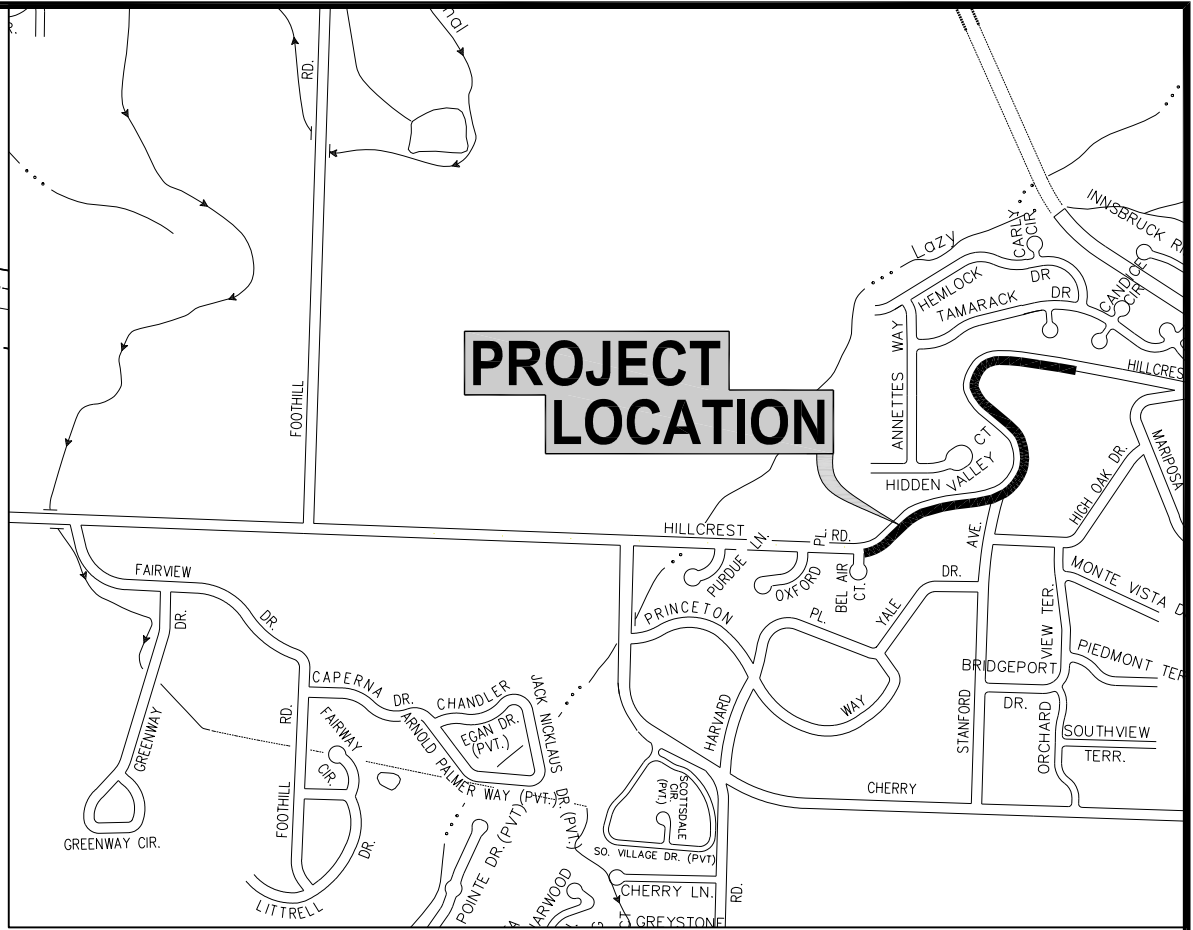 nal
RD.
INNSBRUCK
CARLY
CIR
Lazy
HEMLOCK
DR
CANDICE
CIR
TAMARACK
DR
ANNETTES WAY
PROJECT
LOCATION
HILLCRES
FOOTHILL
CT
HIDDEN VALLEY
HIGH OAK DR.
MARIPOSA
HILLCREST
RD.
PURDUE LN.
OXFORD
PL.
BEL AIR
CT.
AVE.
FAIRVIEW
DR.
DR.
PRINCETON
PL.
YALE
DR.
MONTE VISTA D
VIEW TER.
ORCHARD
BRIDGEPORT
DR.
PIEDMONT TER
CAPERNA
DR.
CHANDLER
JACK NICKLAUS DR. (PVT.)
EGAN DR.
(PVT.)
ARNOLD PALMER WAY (PVT.)
FAIRWAY
CIR.
RD.
FOOTHILL
GREENWAY
HARVARD
WAY
STANFORD
SOUTHVIEW
TERR.
CHERRY
SCOTTSDALE
CIR.
(PVT)
GREENWAY CIR.
DR.
SO. VILLAGE DR. (PVT)
POINTE DR. (PVT)
LITTRELL
CHERRY LN.
RD.
ARWOOD
CT
GREYSTONE